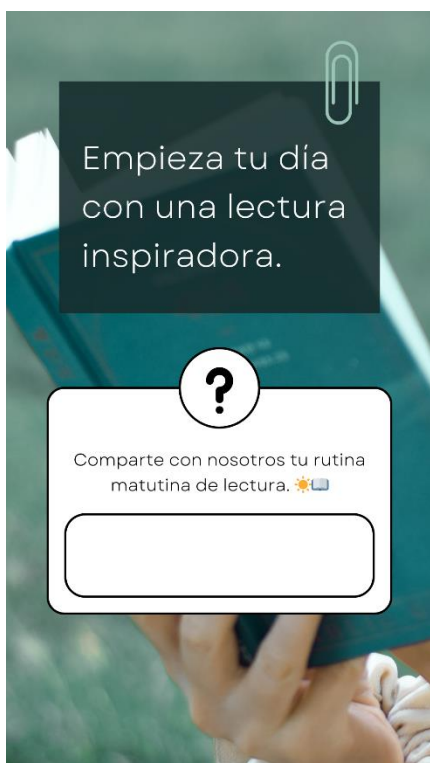 Empieza tu día
con una lectura
inspiradora.
?
Comparte con nosotros tu rutina
matutina de lectura. ☀️📖